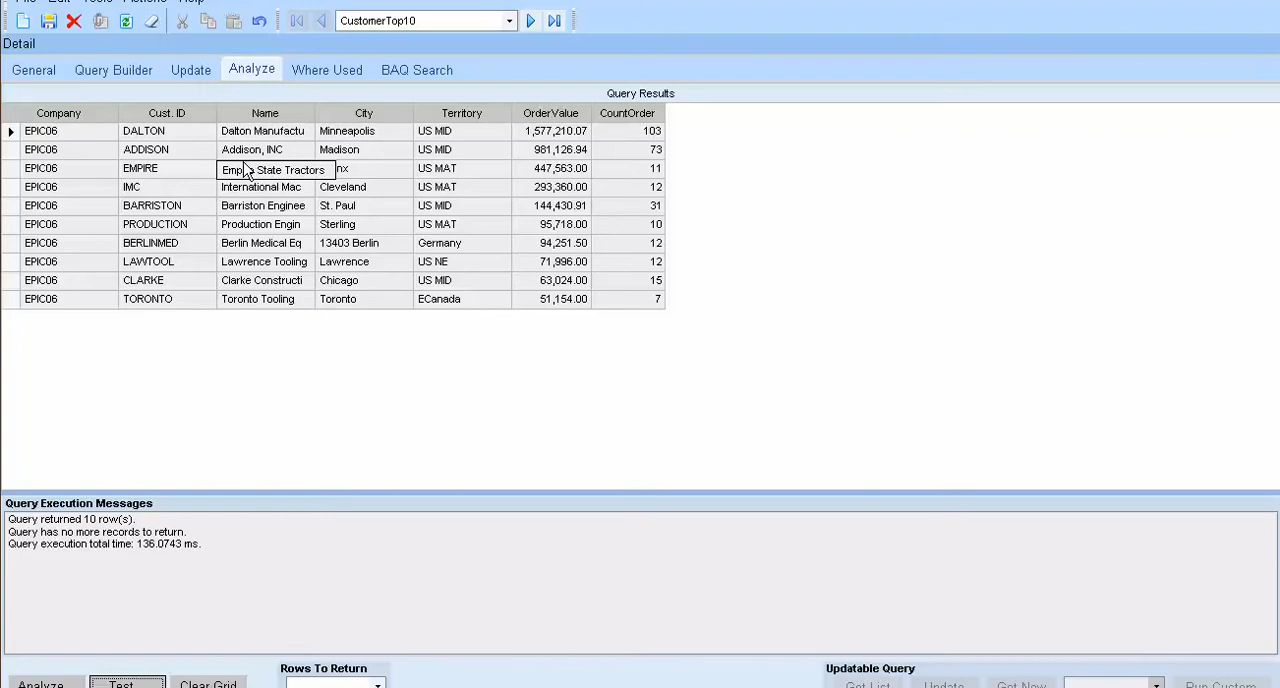 File Edit Tools Actions Help
CustomerTop10
Detail
General Query Builder Update Analyze Where Used BAQ Search
Query Results
Company Cust. ID Name City Territory OrderValue CountOrder
EPIC06 DALTON Dalton Manufactu Minneapolis US MID 1,577,210.07 103
EPIC06 ADDISON Addison, INC Madison US MID 981,126.94 73
EPIC06 EMPIRE Empire State Tractors nx US MAT 447,563.00 11
EPIC06 IMC International Mac Cleveland US MAT 293,360.00 12
EPIC06 BARRISTON Barriston Enginee St. Paul US MID 144,430.91 31
EPIC06 PRODUCTION Production Engin Sterling US MAT 95,718.00 10
EPIC06 BERLINMED Berlin Medical Eq 13403 Berlin Germany 94,251.50 12
EPIC06 LAWTOOL Lawrence Tooling Lawrence US NE 71,996.00 12
EPIC06 CLARKE Clarke Constructi Chicago US MID 63,024.00 15
EPIC06 TORONTO Toronto Tooling Toronto ECanada 51,154.00 7
Query Execution Messages
Query returned 10 row(s).
Query has no more records to return.
Query execution total time: 136.0743 ms.
Rows To Return Updatable Query
Analyze Test Clear Grid Get List Update Get New Run Custom